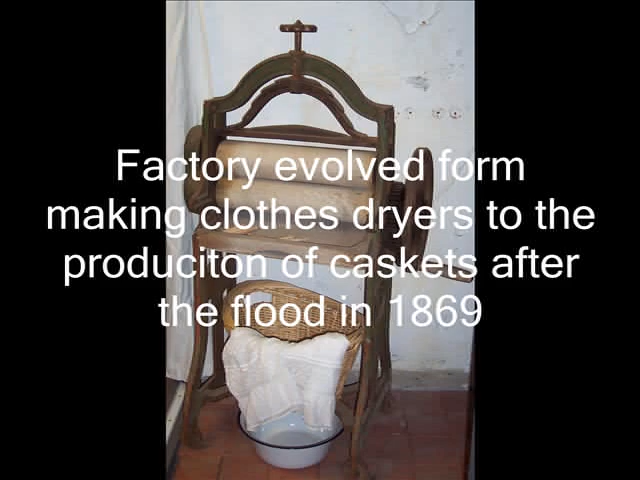 Factory evolved form
making clothes dryers to the
produciton of caskets after
the flood in 1869